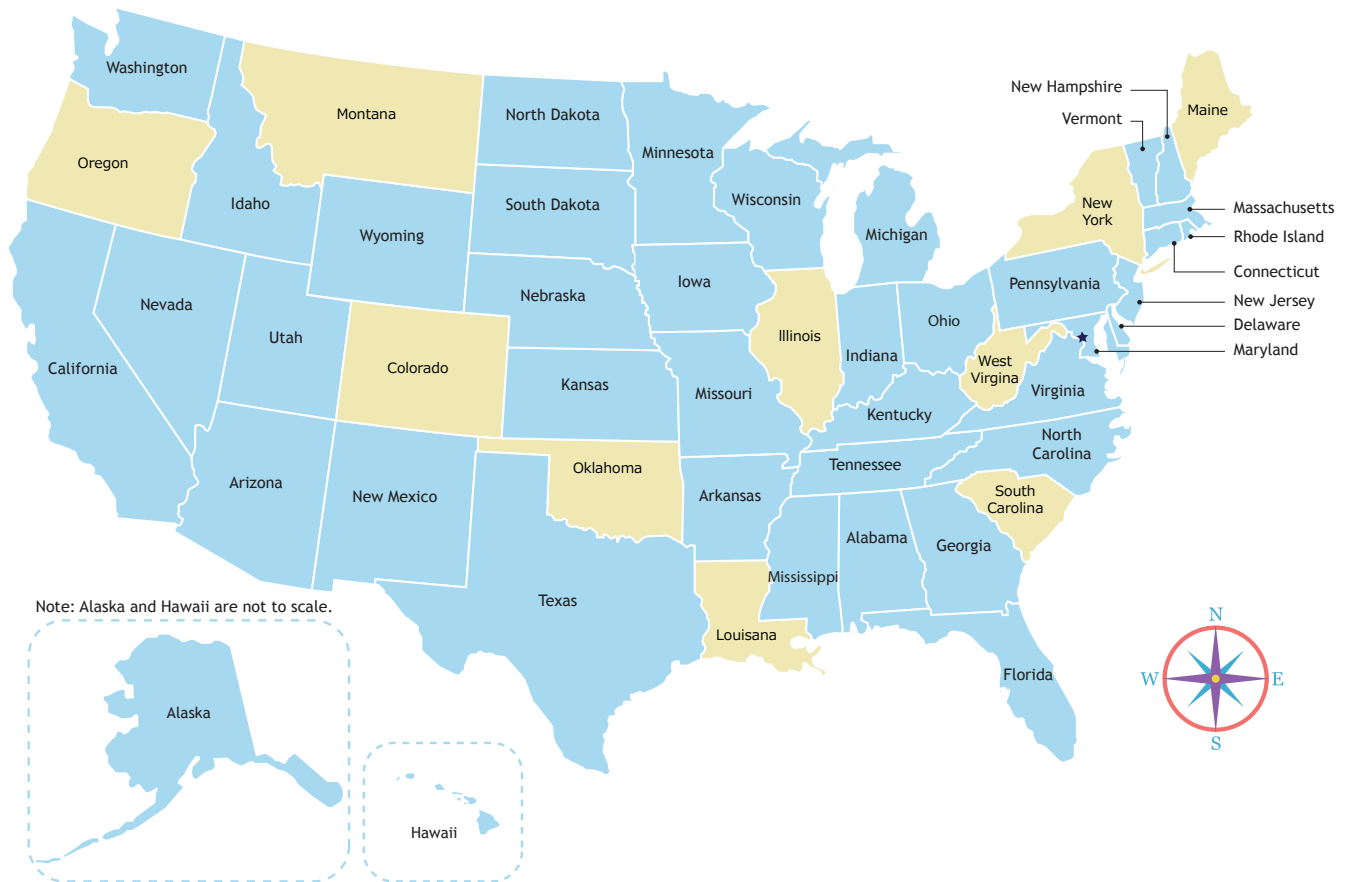 Washington
Montana
North Dakota
Minnesota
New Hampshire
Vermont
Maine
Oregon
Idaho
Wyoming
South Dakota
Wisconsin
Michigan
New
York
Massachusetts
Rhode Island
Connecticut
New Jersey
Delaware
Maryland
Nevada
Utah
Colorado
Nebraska
Iowa
Illinois
Indiana
Ohio
Pennsylvania
California
Kansas
Missouri
Kentucky
West
Virgina
Virginia
Arizona
New Mexico
Oklahoma
Arkansas
Tennessee
North
Carolina
South
Carolina
Texas
Louisana
Mississippi
Alabama
Georgia
Florida
Note: Alaska and Hawaii are not to scale.
Alaska
Hawaii
N
W
E
S